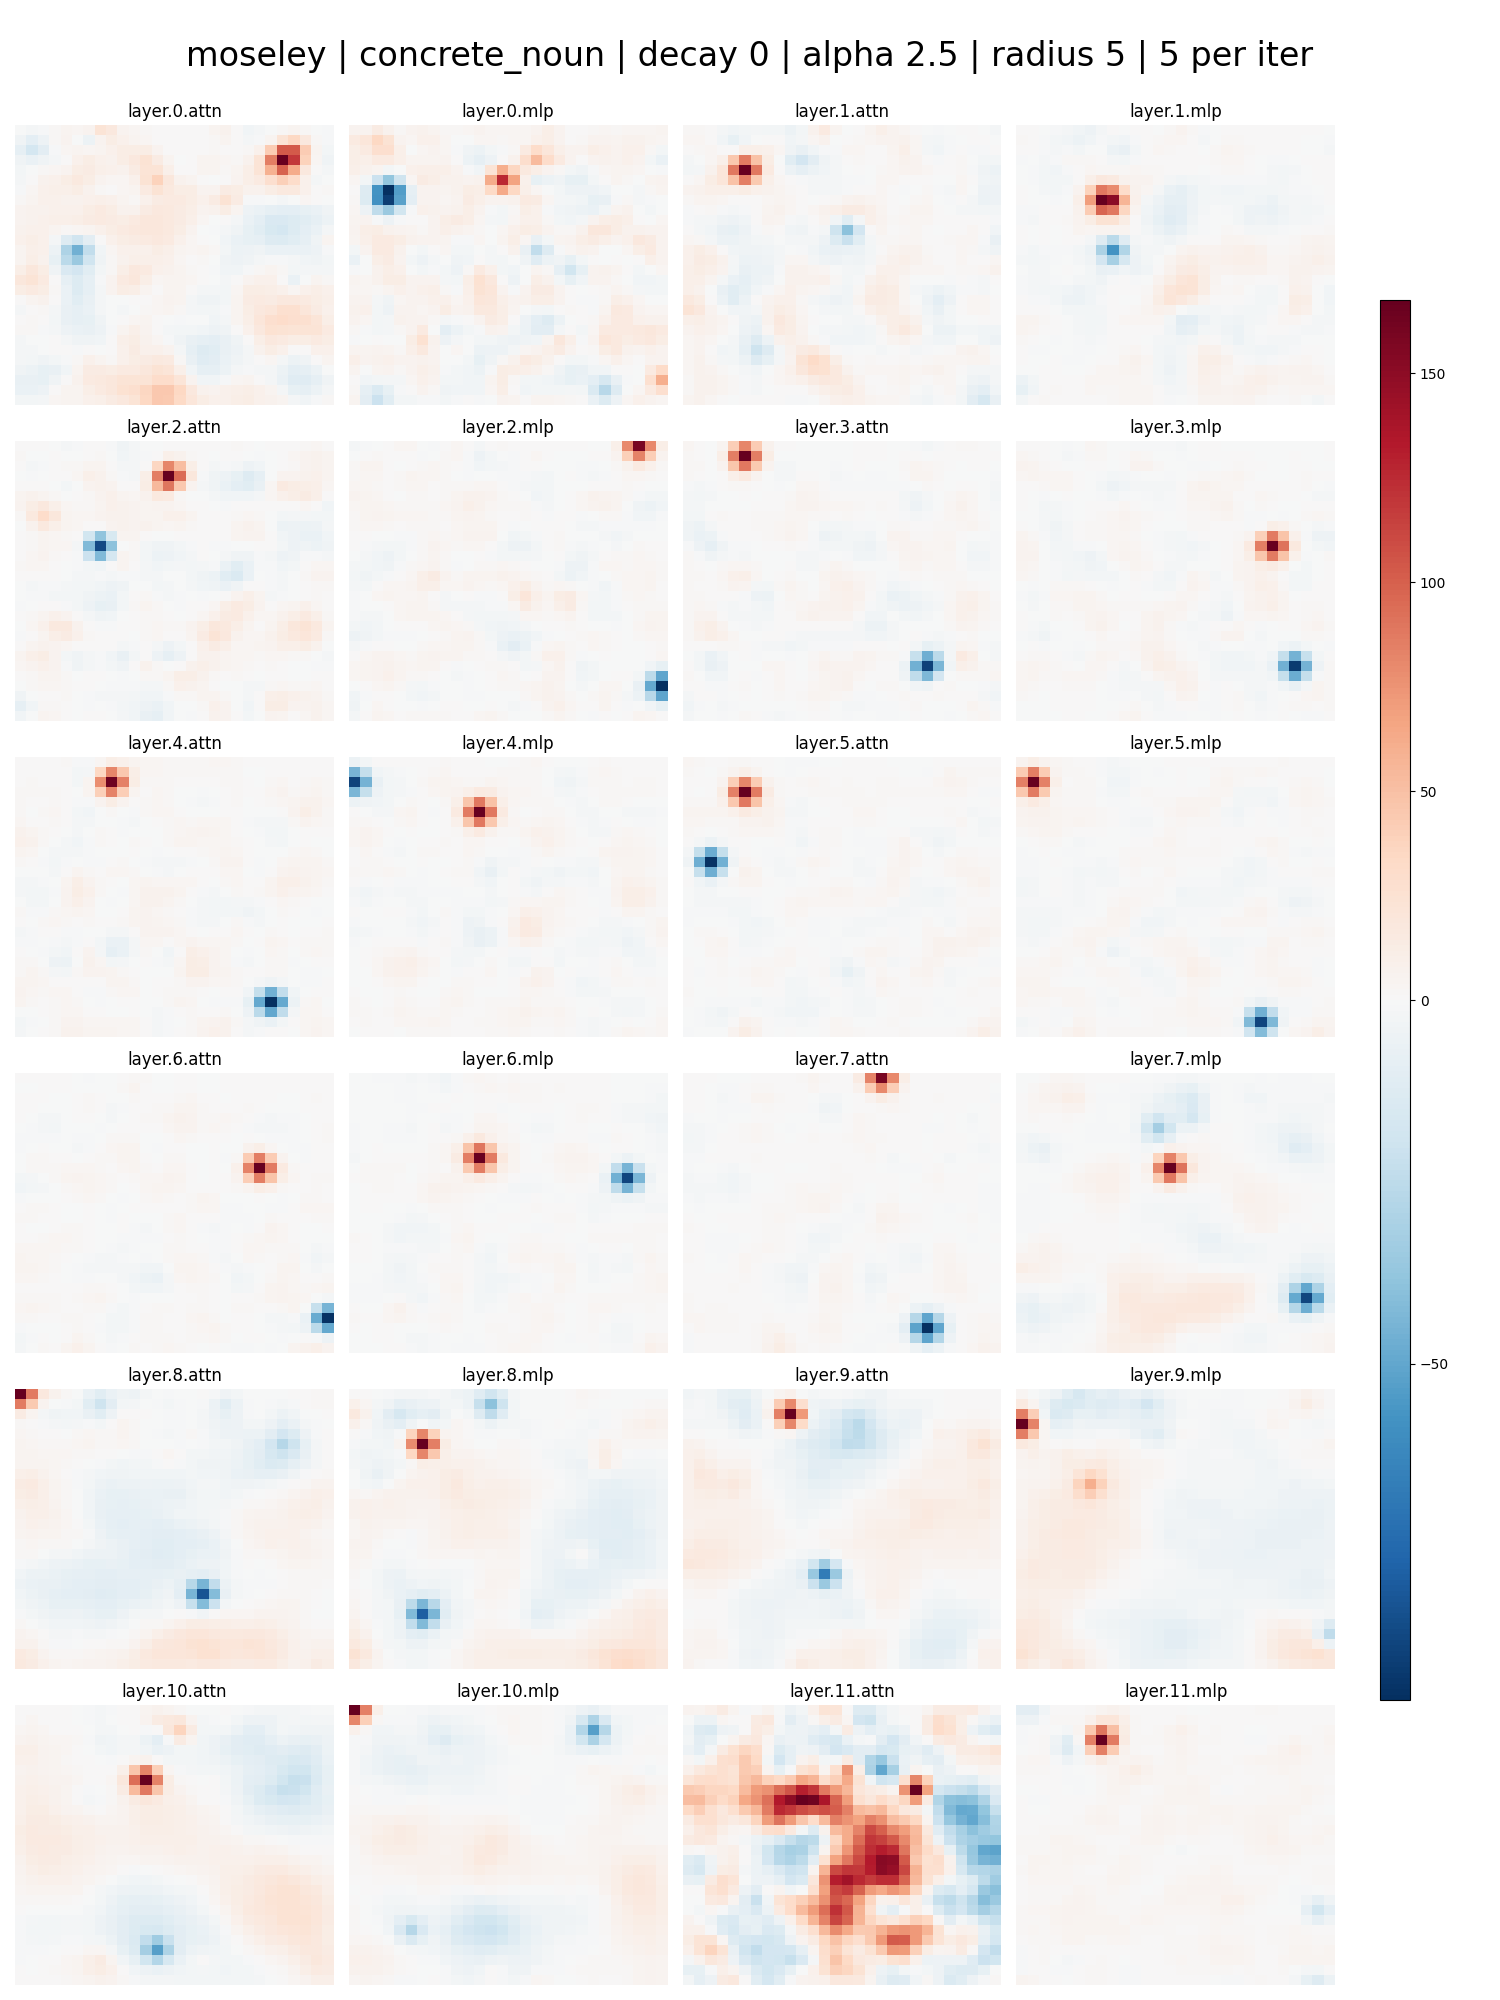 moseley | concrete_noun | decay 0 | alpha 2.5 | radius 5 | 5 per iter
layer.0.attn
layer.0.mlp
layer.1.attn
layer.1.mlp
layer.2.attn
layer.2.mlp
layer.3.attn
layer.3.mlp
layer.4.attn
layer.4.mlp
layer.5.attn
layer.5.mlp
layer.6.attn
layer.6.mlp
layer.7.attn
layer.7.mlp
layer.8.attn
layer.8.mlp
layer.9.attn
layer.9.mlp
layer.10.attn
layer.10.mlp
layer.11.attn
layer.11.mlp
150
100
50
0
−50